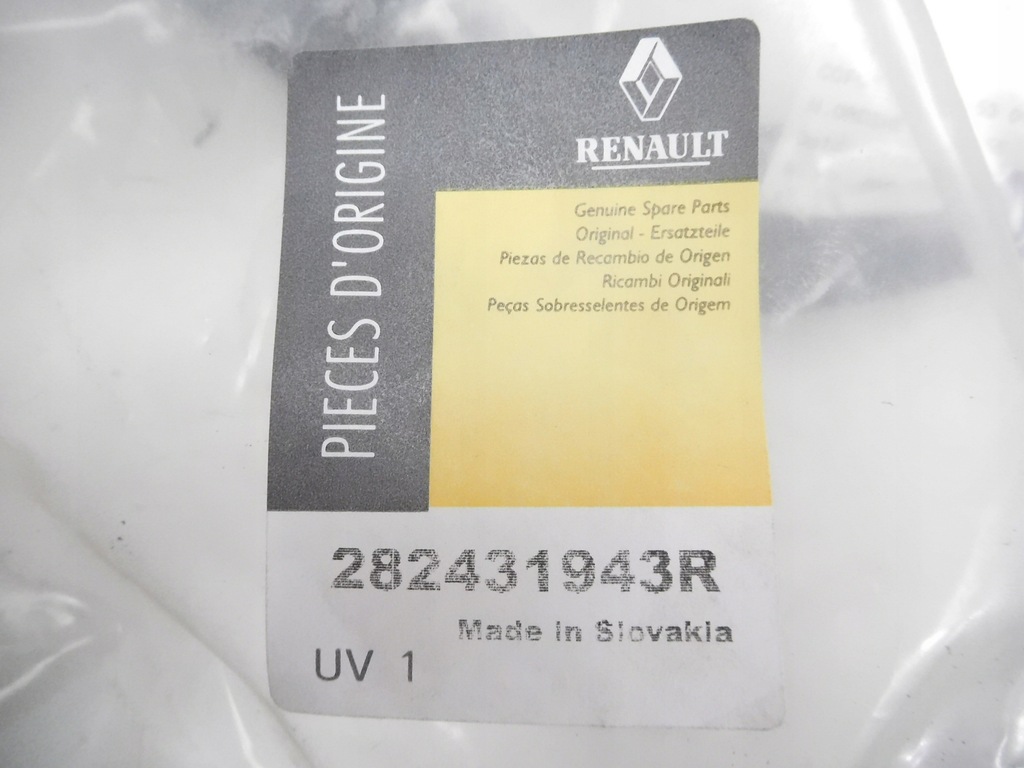 PIECES D'ORIGINE
RENAULT
Genuine Spare Parts
Original - Ersatzteile
Piezas de Recambio de Origen
Ricambi Originali
Peças Sobresselentes de Origem
282431943R
Made in Slovakia
UV 1